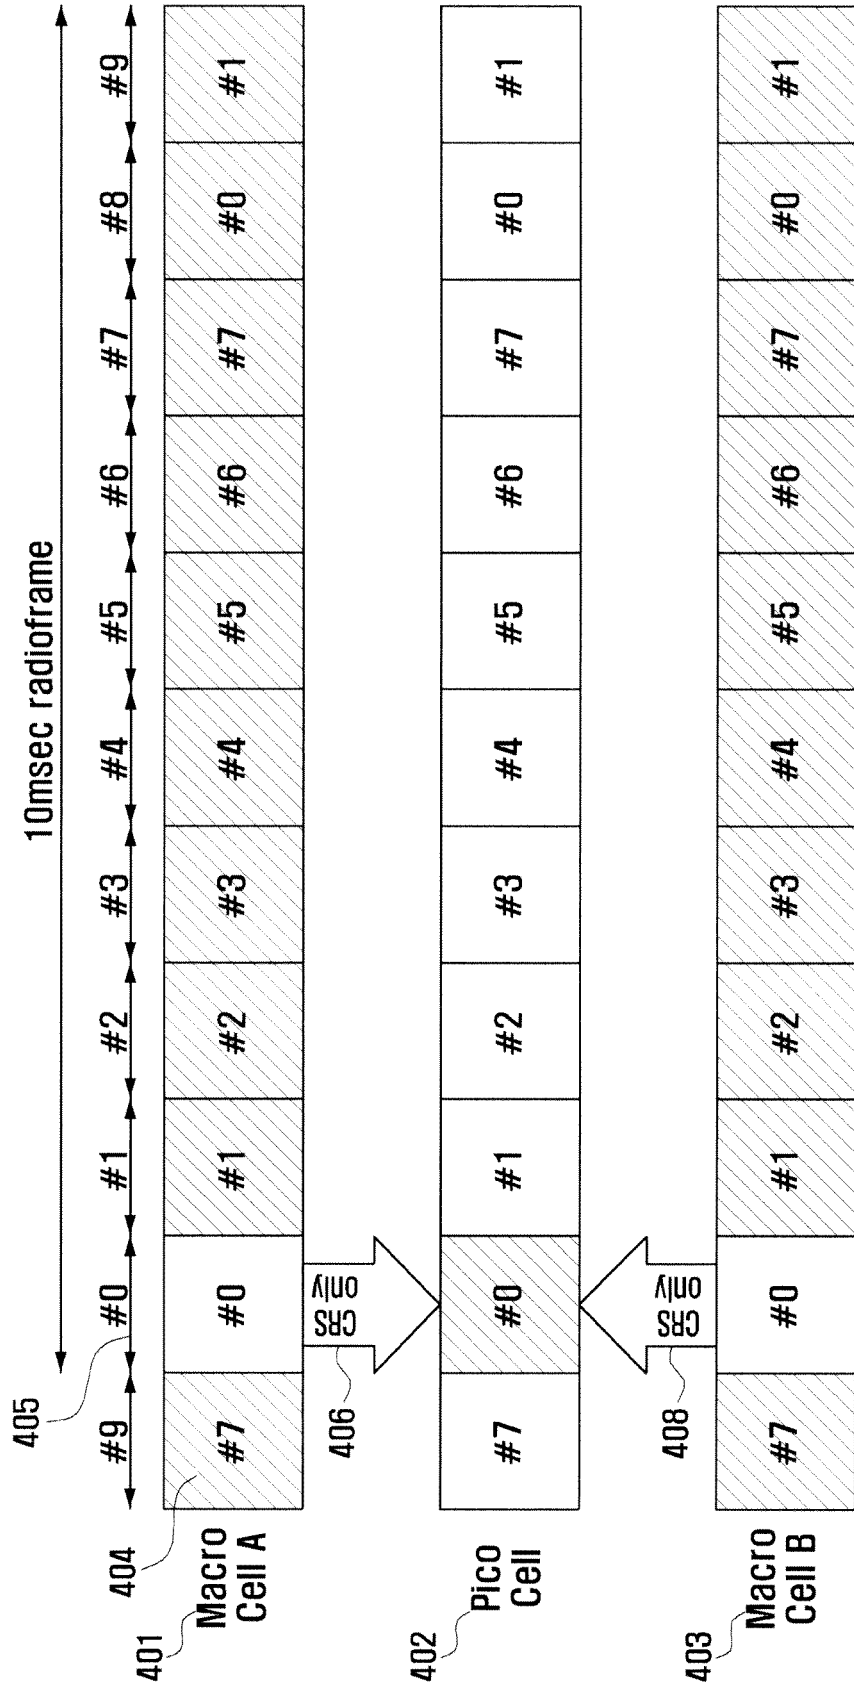 10msec radioframe
405
#9 #0 #1 #2 #3 #4 #5 #6 #7 #8 #9
404
401
Macro
Cell A
#7 #0 #1 #2 #3 #4 #5 #6 #7 #0 #1
CRS
only
406
402
Pico
Cell
#7 #0 #1 #2 #3 #4 #5 #6 #7 #0 #1
CRS
only
408
403
Macro
Cell B
#7 #0 #1 #2 #3 #4 #5 #6 #7 #0 #1